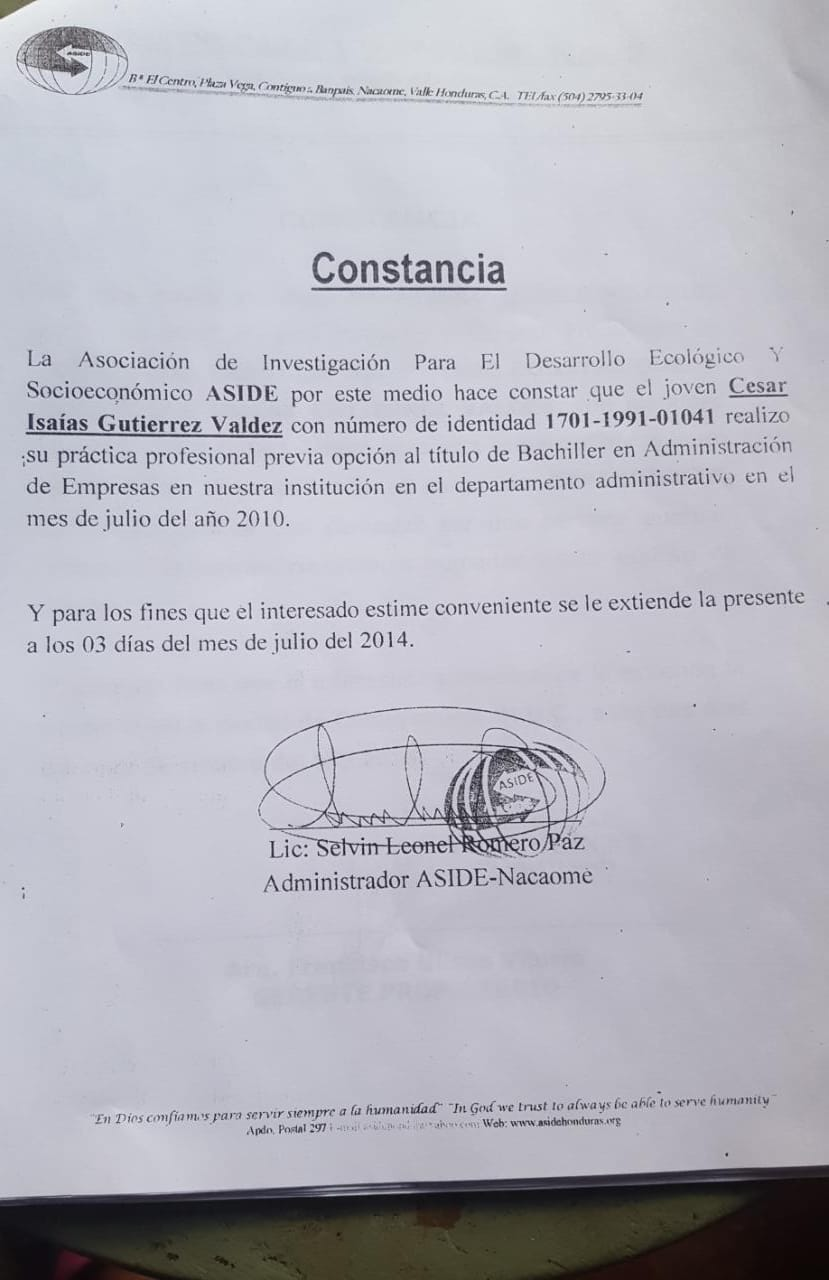 ASIDE
Bº El Centro, Plaza Vega, Contiguo a Banpais, Nacaome, Valle Honduras, C.A. TEl/fax (504) 2795-33-04
Constancia
La Asociación de Investigación Para El Desarrollo Ecológico Y
Socioeconómico ASIDE por este medio hace constar que el joven Cesar
Isaías Gutierrez Valdez con número de identidad 1701-1991-01041 realizo
su práctica profesional previa opción al título de Bachiller en Administración
de Empresas en nuestra institución en el departamento administrativo en el
mes de julio del año 2010.
Y para los fines que el interesado estime conveniente se le extiende la presente
a los 03 días del mes de julio del 2014.
ASIDE
Lic: Selvin Leonel Romero Paz
Administrador ASIDE-Nacaome
"En Dios confiamos para servir siempre a la humanidad" "In God we trust to always be able to serve humanity"
Apdo. Postal 297 Web: www.asidehonduras.org